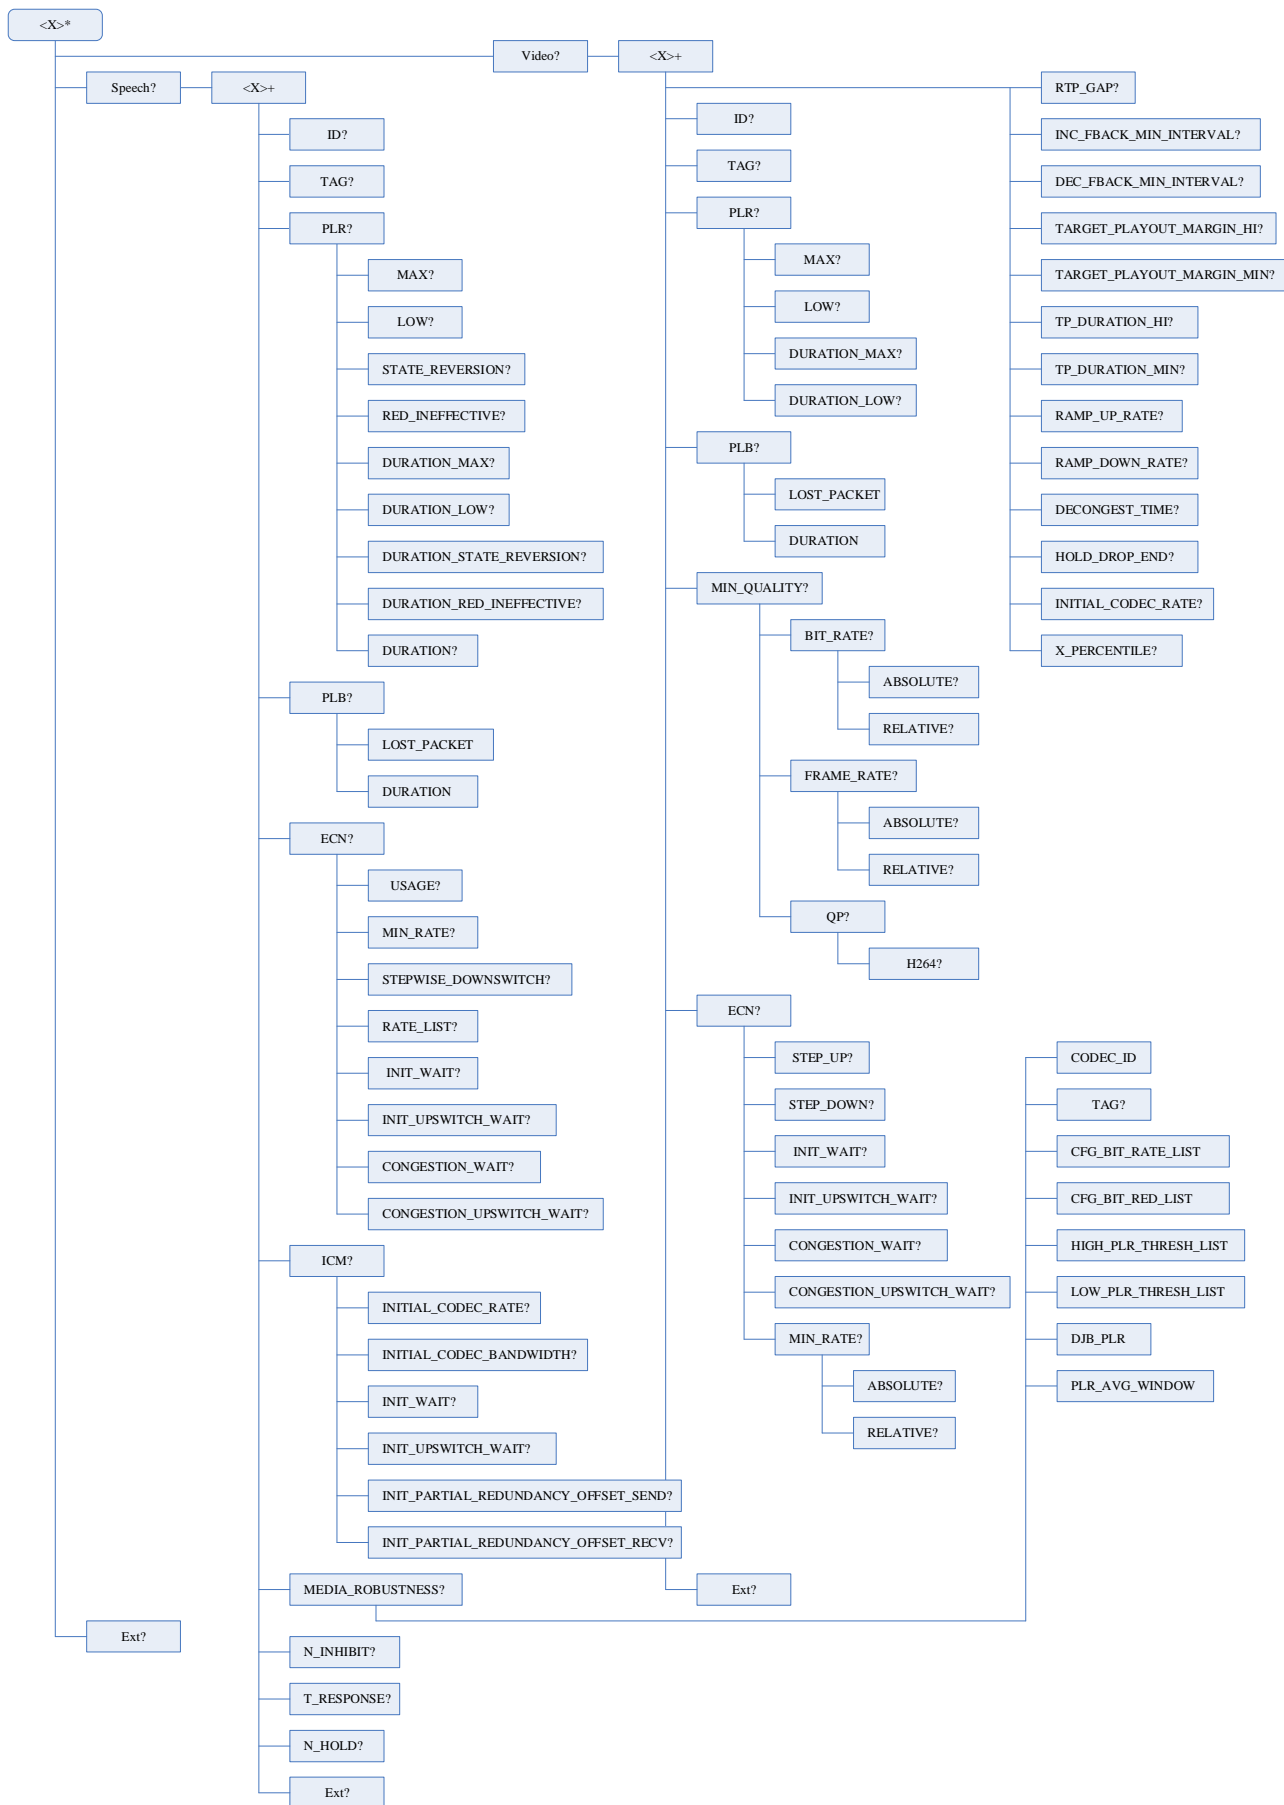 <X>*
Video?
<X>+
Speech?
<X>+
ID?
TAG?
PLR?
MAX?
LOW?
STATE_REVERSION?
RED_INEFFECTIVE?
DURATION_MAX?
DURATION_LOW?
DURATION_STATE_REVERSION?
DURATION_RED_INEFFECTIVE?
DURATION?
PLB?
LOST_PACKET
DURATION
ECN?
USAGE?
MIN_RATE?
STEPWISE_DOWNSWITCH?
RATE_LIST?
INIT_WAIT?
INIT_UPSWITCH_WAIT?
CONGESTION_WAIT?
CONGESTION_UPSWITCH_WAIT?
ICM?
INITIAL_CODEC_RATE?
INITIAL_CODEC_BANDWIDTH?
INIT_WAIT?
INIT_UPSWITCH_WAIT?
INIT_PARTIAL_REDUNDANCY_OFFSET_SEND?
INIT_PARTIAL_REDUNDANCY_OFFSET_RECV?
MEDIA_ROBUSTNESS?
N_INHIBIT?
T_RESPONSE?
N_HOLD?
Ext?
Ext?
ID?
TAG?
PLR?
MAX?
LOW?
DURATION_MAX?
DURATION_LOW?
PLB?
LOST_PACKET
DURATION
MIN_QUALITY?
BIT_RATE?
ABSOLUTE?
RELATIVE?
FRAME_RATE?
ABSOLUTE?
RELATIVE?
QP?
H264?
ECN?
STEP_UP?
STEP_DOWN?
INIT_WAIT?
INIT_UPSWITCH_WAIT?
CONGESTION_WAIT?
CONGESTION_UPSWITCH_WAIT?
MIN_RATE?
ABSOLUTE?
RELATIVE?
Ext?
RTP_GAP?
INC_FBACK_MIN_INTERVAL?
DEC_FBACK_MIN_INTERVAL?
TARGET_PLAYOUT_MARGIN_HI?
TARGET_PLAYOUT_MARGIN_MIN?
TP_DURATION_HI?
TP_DURATION_MIN?
RAMP_UP_RATE?
RAMP_DOWN_RATE?
DECONGEST_TIME?
HOLD_DROP_END?
INITIAL_CODEC_RATE?
X_PERCENTILE?
CODEC_ID
TAG?
CFG_BIT_RATE_LIST
CFG_BIT_RED_LIST
HIGH_PLR_THRESH_LIST
LOW_PLR_THRESH_LIST
DJB_PLR
PLR_AVG_WINDOW